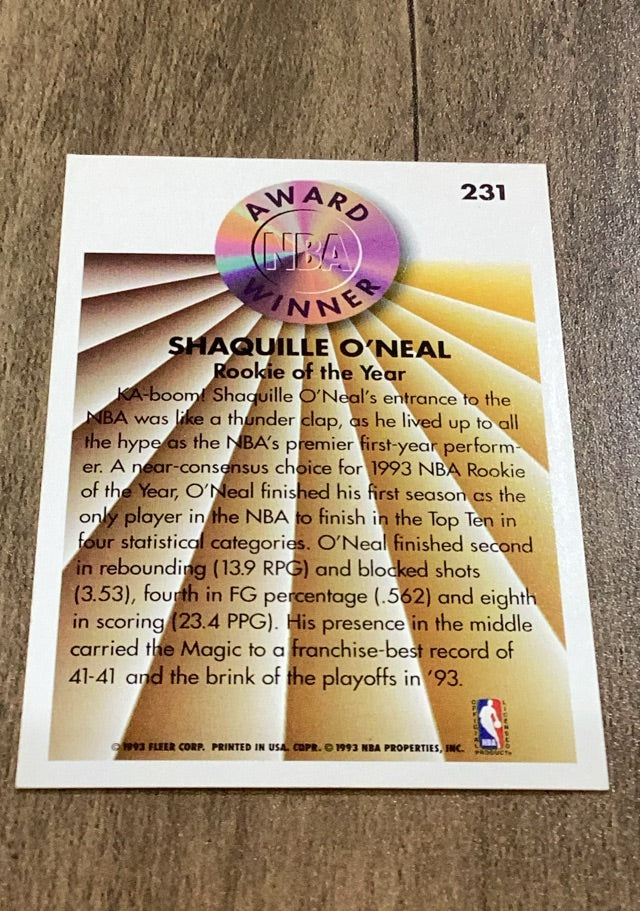 231
AWARD
NBA
WINNER
SHAQUILLE O'NEAL
Rookie of the Year
KA-boom! Shaquille O'Neal's entrance to the
NBA was like a thunder clap, as he lived up to all
the hype as the NBA's premier first-year perform-
er. A near-consensus choice for 1993 NBA Rookie
of the Year, O'Neal finished his first season as the
only player in the NBA to finish in the Top Ten in
four statistical categories. O'Neal finished second
in rebounding (13.9 RPG) and blocked shots
(3.53), fourth in FG percentage (.562) and eighth
in scoring (23.4 PPG). His presence in the middle
carried the Magic to a franchise-best record of
41-41 and the brink of the playoffs in '93.
© 1993 FLEER CORP. PRINTED IN USA. COPR. © 1993 NBA PROPERTIES, INC.
OFFICIAL
LICENSED
NBA
PRODUCT